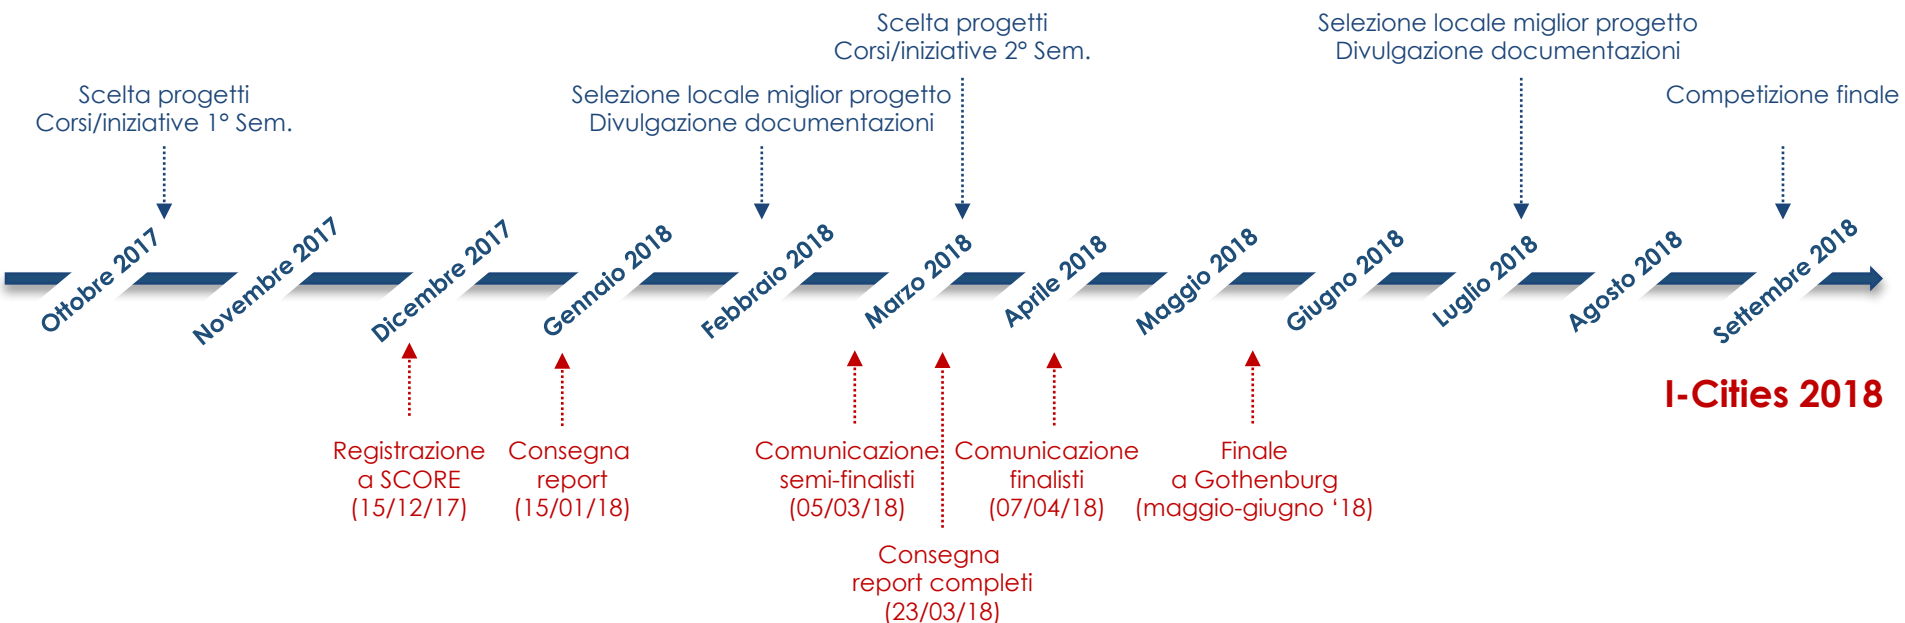 Scelta progetti
Corsi/iniziative 1° Sem.
Selezione locale miglior progetto
Divulgazione documentazioni
Scelta progetti
Corsi/iniziative 2° Sem.
Selezione locale miglior progetto
Divulgazione documentazioni
Competizione finale
Ottobre 2017
Novembre 2017
Dicembre 2017
Gennaio 2018
Febbraio 2018
Marzo 2018
Aprile 2018
Maggio 2018
Giugno 2018
Luglio 2018
Agosto 2018
Settembre 2018
I-Cities 2018
Registrazione
a SCORE
(15/12/17)
Consegna
report
(15/01/18)
Comunicazione
semi-finalisti
(05/03/18)
Consegna
report completi
(23/03/18)
Comunicazione
finalisti
(07/04/18)
Finale
a Gothenburg
(maggio-giugno ‘18)